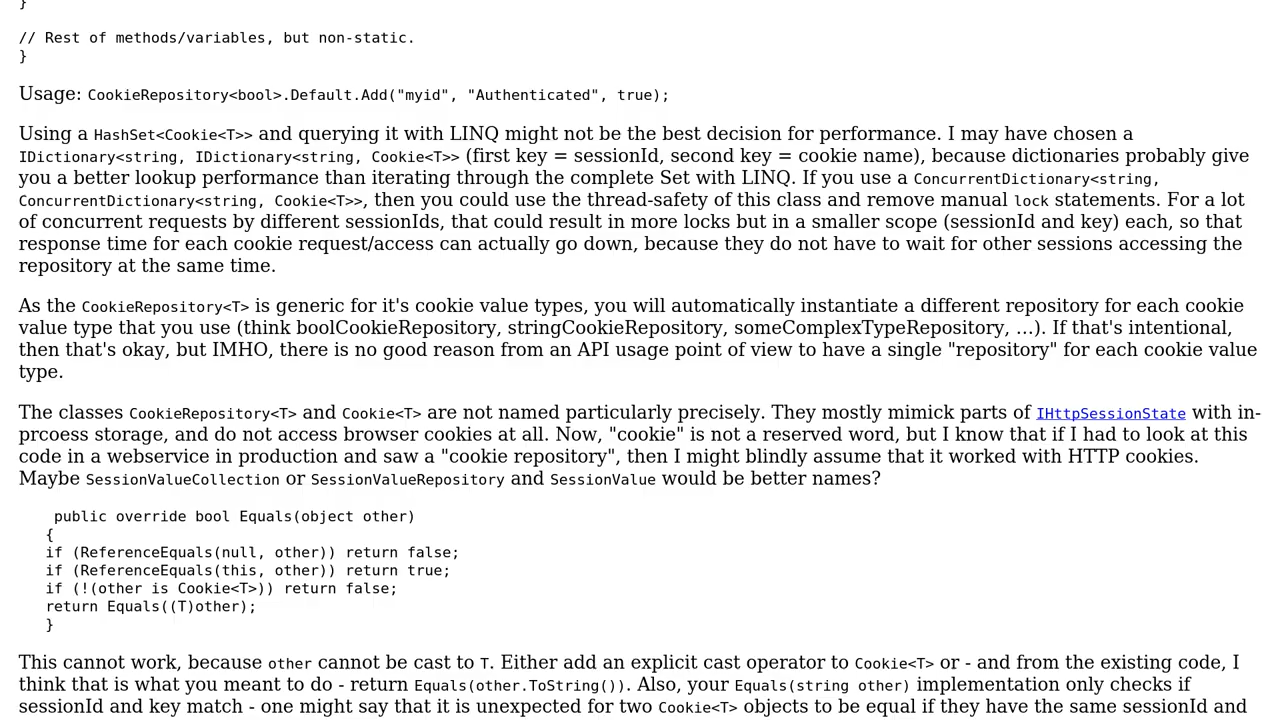 }
// Rest of methods/variables, but non-static.
}
Usage: CookieRepository<bool>.Default.Add("myid", "Authenticated", true);
Using a HashSet<Cookie<T>> and querying it with LINQ might not be the best decision for performance. I may have chosen a
IDictionary<string, IDictionary<string, Cookie<T>> (first key = sessionId, second key = cookie name), because dictionaries probably give
you a better lookup performance than iterating through the complete Set with LINQ. If you use a ConcurrentDictionary<string,
ConcurrentDictionary<string, Cookie<T>>, then you could use the thread-safety of this class and remove manual lock statements. For a lot
of concurrent requests by different sessionIds, that could result in more locks but in a smaller scope (sessionId and key) each, so that
response time for each cookie request/access can actually go down, because they do not have to wait for other sessions accessing the
repository at the same time.
As the CookieRepository<T> is generic for it's cookie value types, you will automatically instantiate a different repository for each cookie
value type that you use (think boolCookieRepository, stringCookieRepository, someComplexTypeRepository, ...). If that's intentional,
then that's okay, but IMHO, there is no good reason from an API usage point of view to have a single "repository" for each cookie value
type.
The classes CookieRepository<T> and Cookie<T> are not named particularly precisely. They mostly mimick parts of IHttpSessionState with in-
prcoess storage, and do not access browser cookies at all. Now, "cookie" is not a reserved word, but I know that if I had to look at this
code in a webservice in production and saw a "cookie repository", then I might blindly assume that it worked with HTTP cookies.
Maybe SessionValueCollection or SessionValueRepository and SessionValue would be better names?
public override bool Equals(object other)
{
if (ReferenceEquals(null, other)) return false;
if (ReferenceEquals(this, other)) return true;
if (!(other is Cookie<T>)) return false;
return Equals((T)other);
}
This cannot work, because other cannot be cast to T. Either add an explicit cast operator to Cookie<T> or - and from the existing code, I
think that is what you meant to do - return Equals(other.ToString()). Also, your Equals(string other) implementation only checks if
sessionId and key match - one might say that it is unexpected for two Cookie<T> objects to be equal if they have the same sessionId and